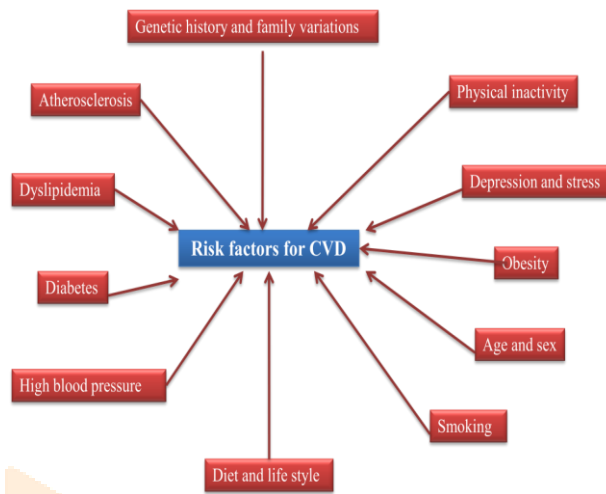 Genetic history and family variations
Atherosclerosis
Physical inactivity
Dyslipidemia
Depression and stress
Risk factors for CVD
Obesity
Diabetes
Age and sex
High blood pressure
Smoking
Diet and life style